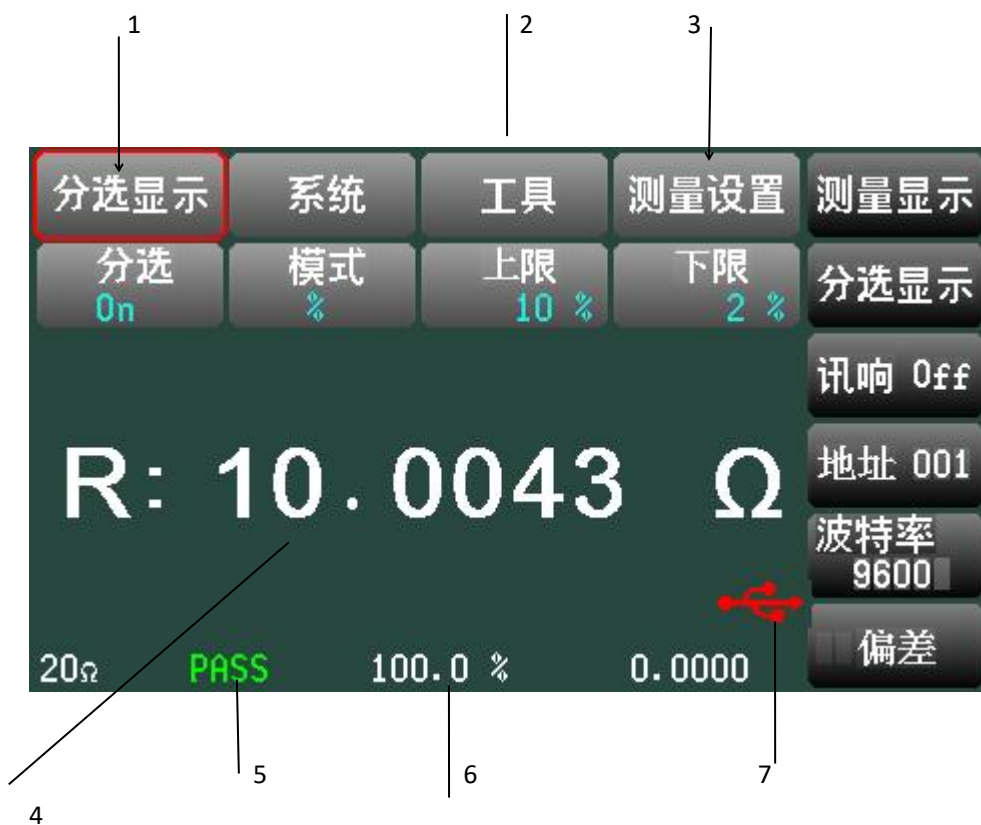 1 2 3
分选显示 系统 工具 测量设置 测量显示
分选 模式 上限 下限 分选显示
On % 10 % 2 %
讯响 Off
R: 10.0043 Ω 地址 001
波特率
9600
偏差
20Ω PASS 100.0 % 0.0000
5 6 7
4